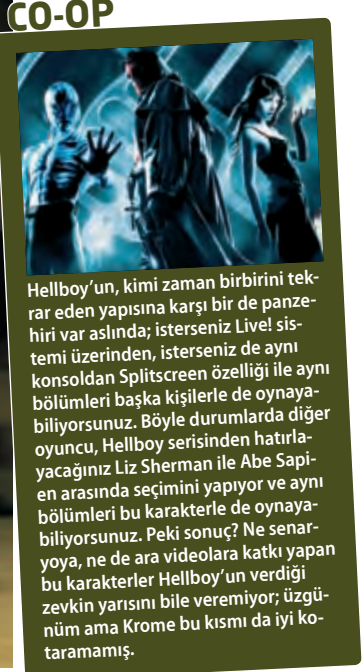 CO-OP
Hellboy'un, kimi zaman birbirini tek-
rar eden yapısına karşı bir de panze-
hiri var aslında; isterseniz Live! sis-
temi üzerinden, isterseniz de aynı
konsoldan Splitscreen özelliği ile aynı
bölümleri başka kişilerle de oynaya-
biliyorsunuz. Böyle durumlarda diğer
oyuncu, Hellboy serisinden hatırla-
yacağınız Liz Sherman ile Abe Sapi-
en arasında seçimini yapıyor ve aynı
bölümleri bu karakterle de oynaya-
biliyorsunuz. Peki sonuç? Ne senar-
yoya, ne de ara videolara katkı yapan
bu karakterler Hellboy'un verdiği
zevkin yarısını bile veremiyor; üzgü-
nüm ama Krome bu kısmı da iyi ko-
taramamış.